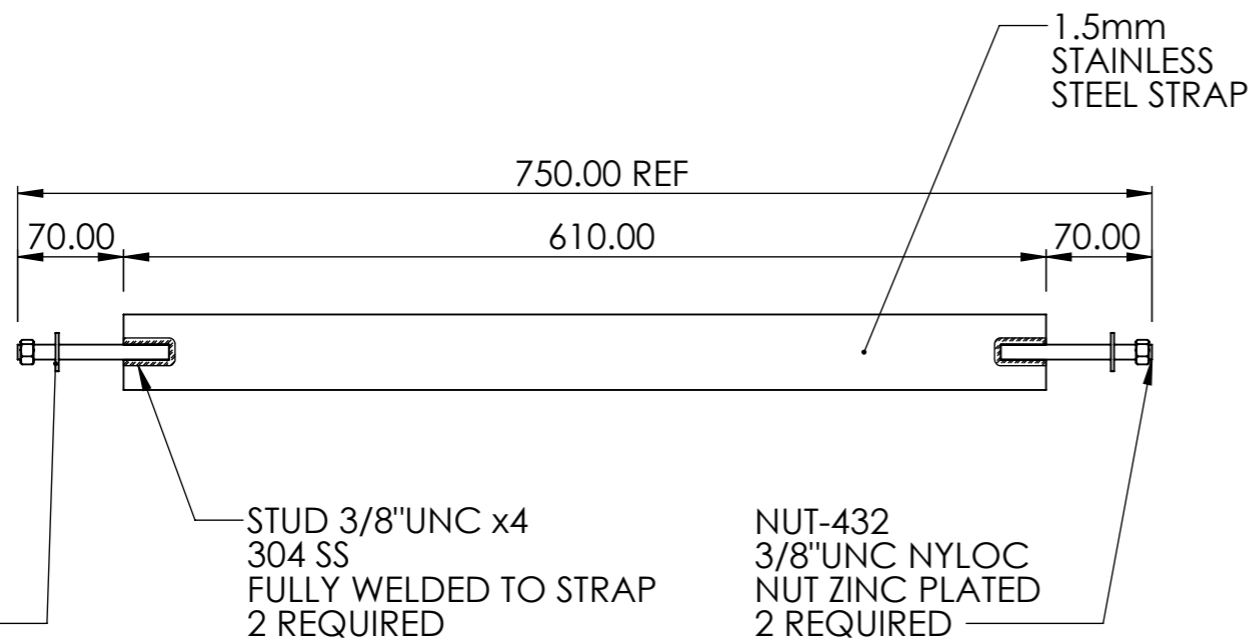 1.5mm
STAINLESS
STEEL STRAP
750.00 REF
70.00
610.00
70.00
STUD 3/8"UNC x4
304 SS
FULLY WELDED TO STRAP
2 REQUIRED
NUT-432
3/8"UNC NYLOC
NUT ZINC PLATED
2 REQUIRED